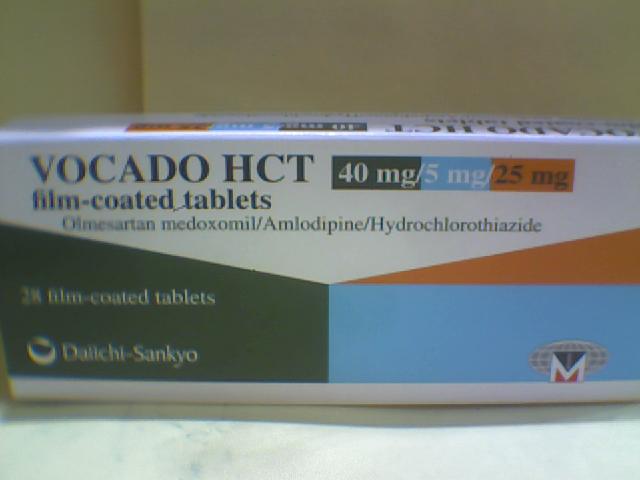 VOCADO HCT 40 mg/5 mg/25 mg
film-coated tablets
Olmesartan medoxomil/Amlodipine/Hydrochlorothiazide
28 film-coated tablets
Daiichi-Sankyo
M